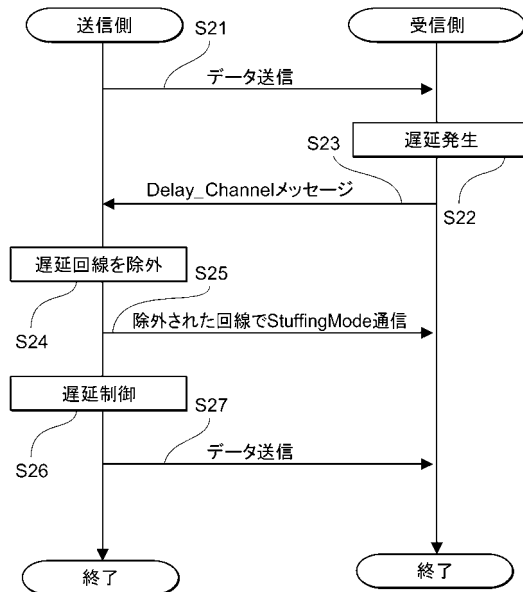 送信側
受信側
S21
データ送信
遅延発生
S23
S22
Delay_Channelメッセージ
遅延回線を除外
S25
S24
除外された回線でStuffingMode通信
遅延制御
S27
S26
データ送信
終了
終了